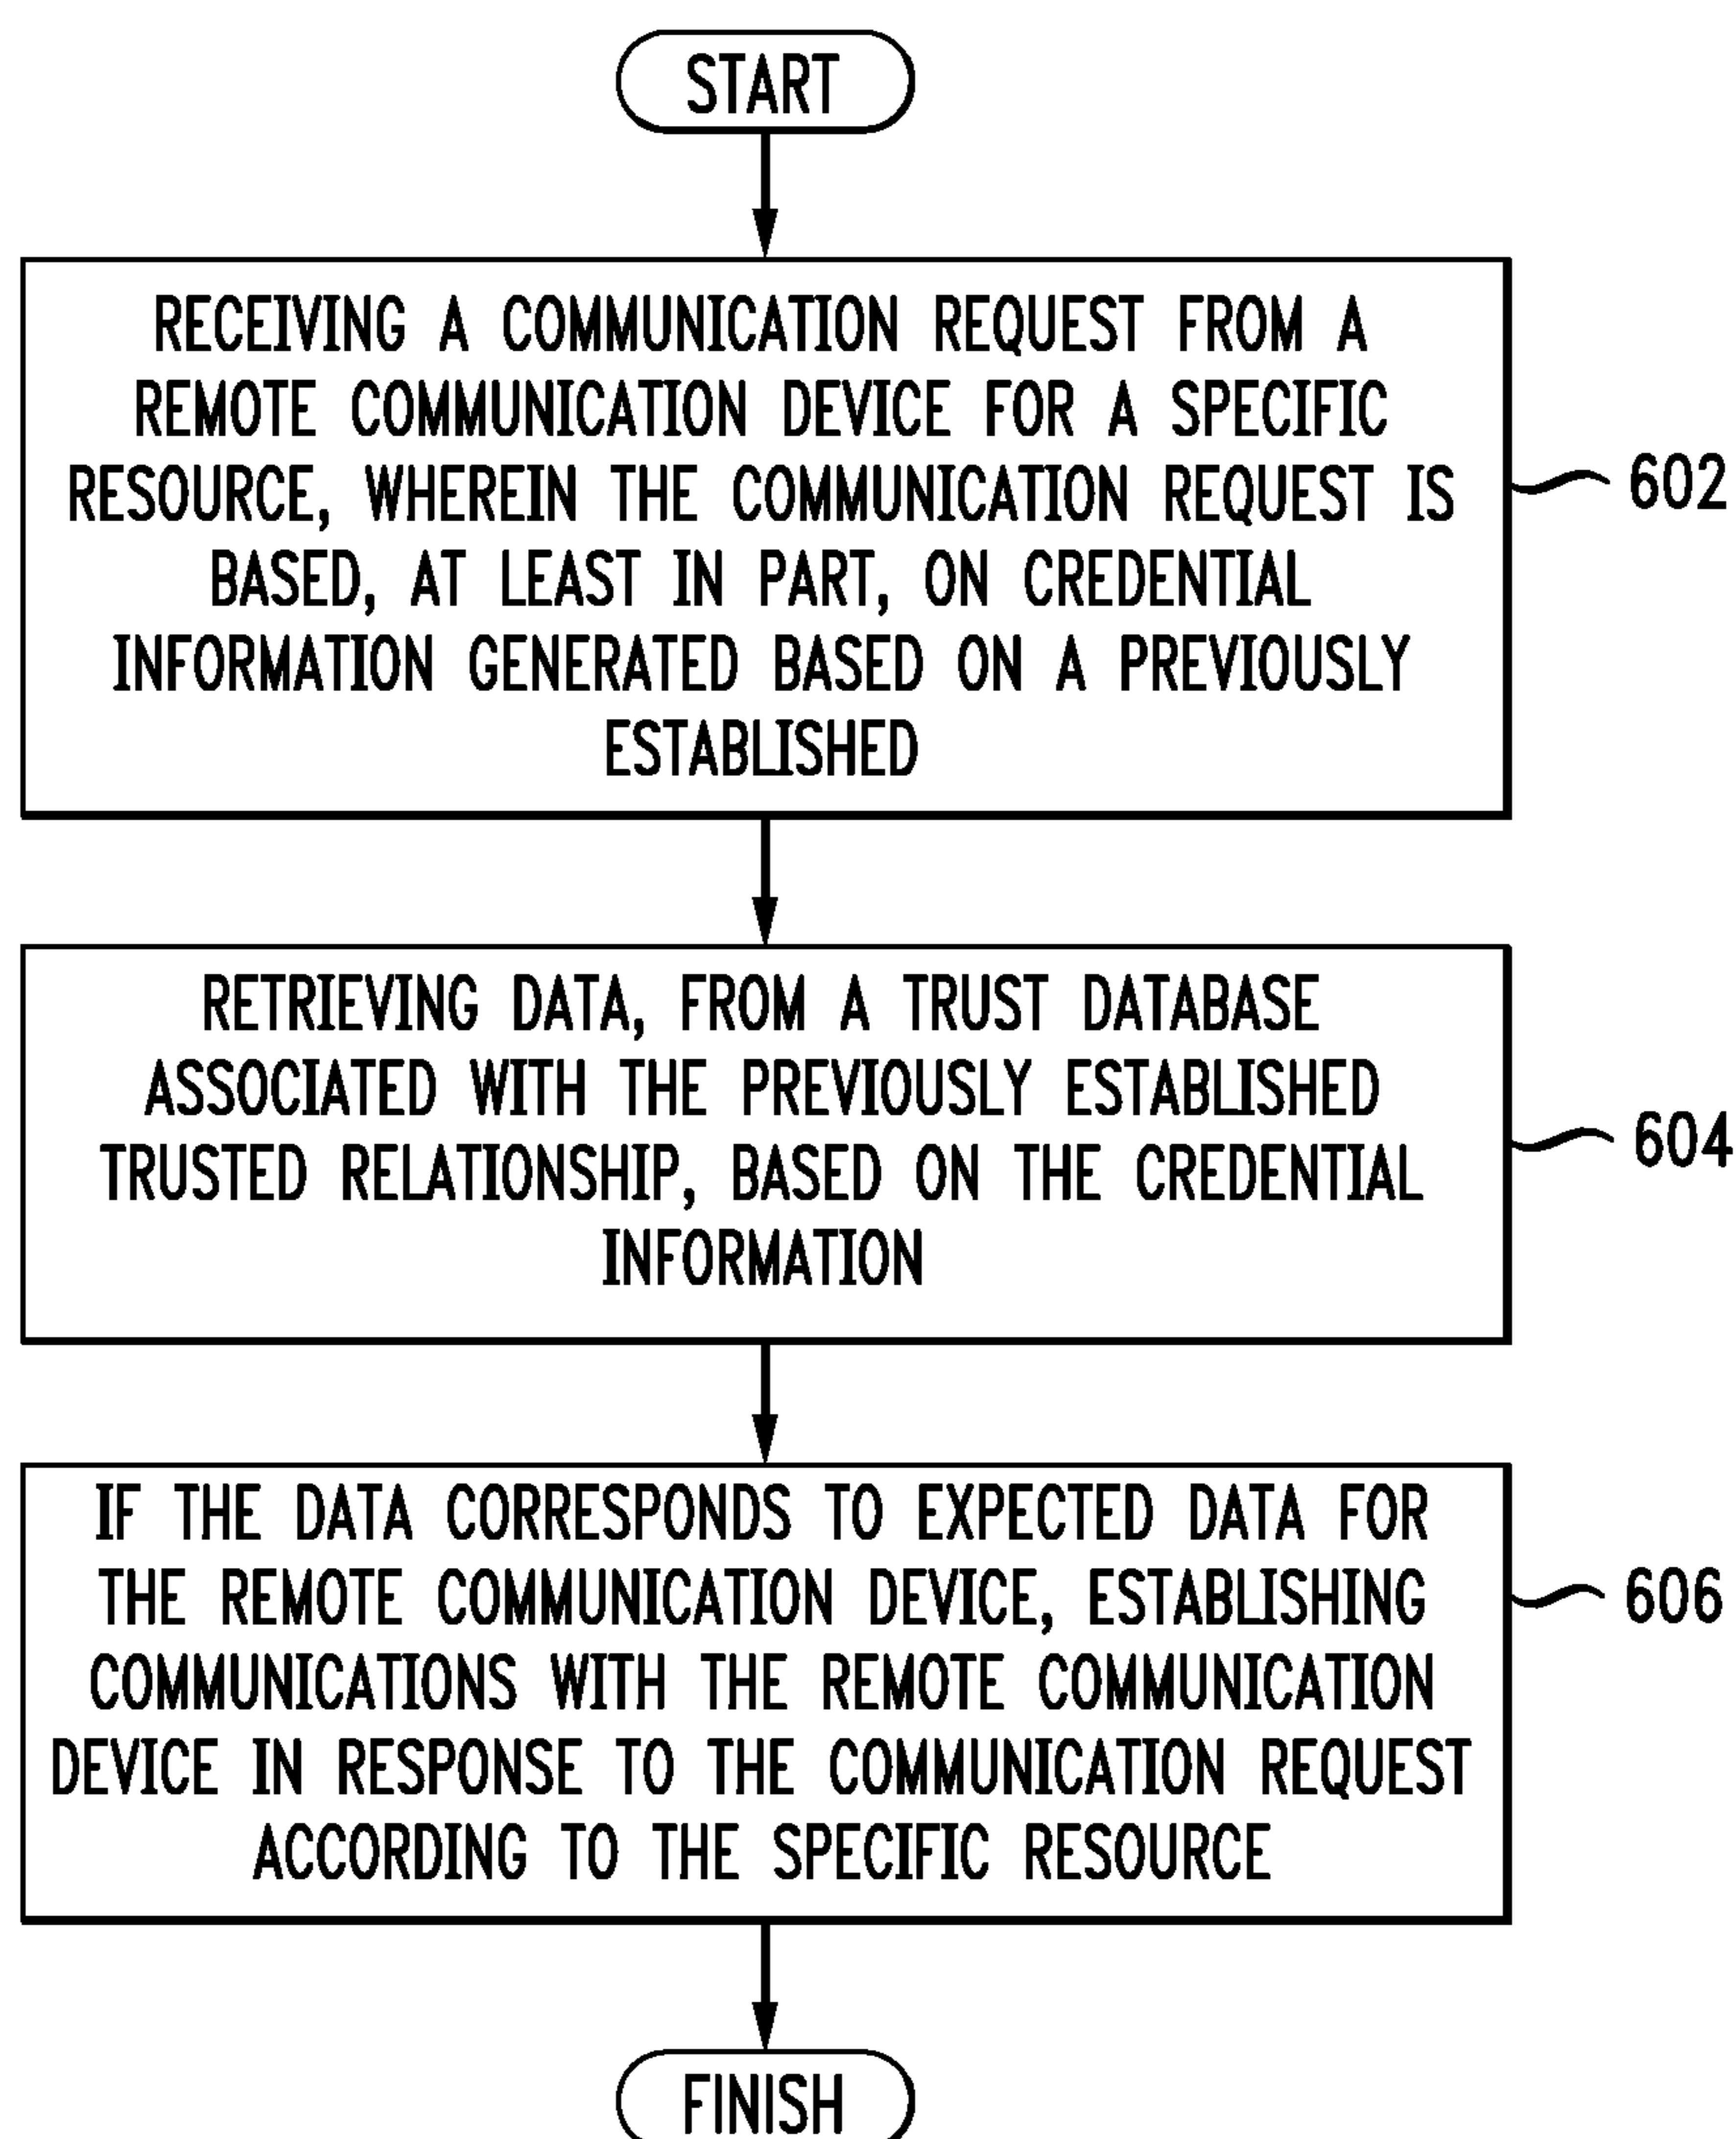 START
RECEIVING A COMMUNICATION REQUEST FROM A
REMOTE COMMUNICATION DEVICE FOR A SPECIFIC
RESOURCE, WHEREIN THE COMMUNICATION REQUEST IS
BASED, AT LEAST IN PART, ON CREDENTIAL
INFORMATION GENERATED BASED ON A PREVIOUSLY
ESTABLISHED
602
RETRIEVING DATA, FROM A TRUST DATABASE
ASSOCIATED WITH THE PREVIOUSLY ESTABLISHED
TRUSTED RELATIONSHIP, BASED ON THE CREDENTIAL
INFORMATION
604
IF THE DATA CORRESPONDS TO EXPECTED DATA FOR
THE REMOTE COMMUNICATION DEVICE, ESTABLISHING
COMMUNICATIONS WITH THE REMOTE COMMUNICATION
DEVICE IN RESPONSE TO THE COMMUNICATION REQUEST
ACCORDING TO THE SPECIFIC RESOURCE
606
FINISH